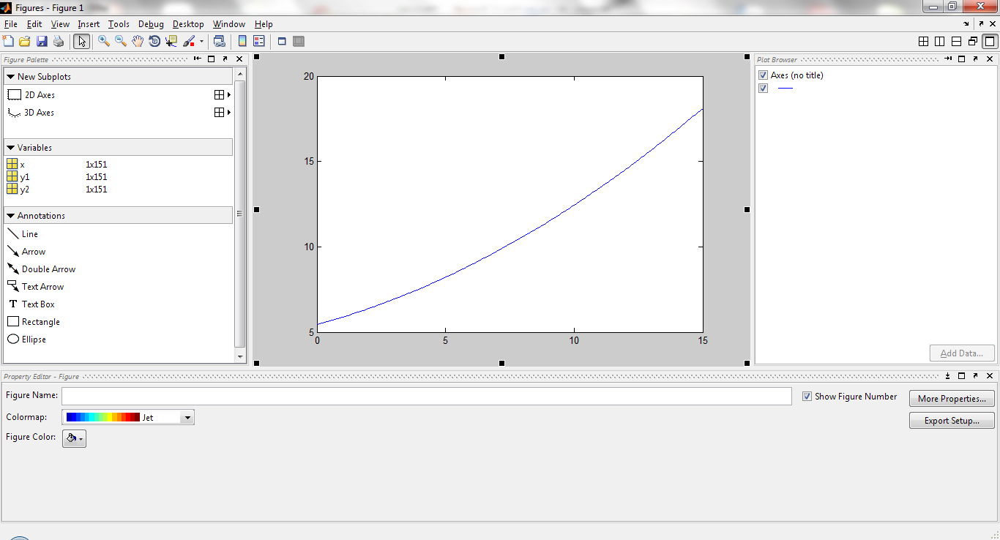 Figures - Figure 1
File Edit View Insert Tools Debug Desktop Window Help
Figure Palette
New Subplots
2D Axes
3D Axes
Variables
x 1x151
y1 1x151
y2 1x151
Annotations
Line
Arrow
Double Arrow
Text Arrow
T Text Box
Rectangle
Ellipse
20
15
10
5
0 5 10 15
Plot Browser
Axes (no title)
Add Data...
Property Editor - Figure
Figure Name:
Show Figure Number
More Properties...
Colormap: Jet
Export Setup...
Figure Color: